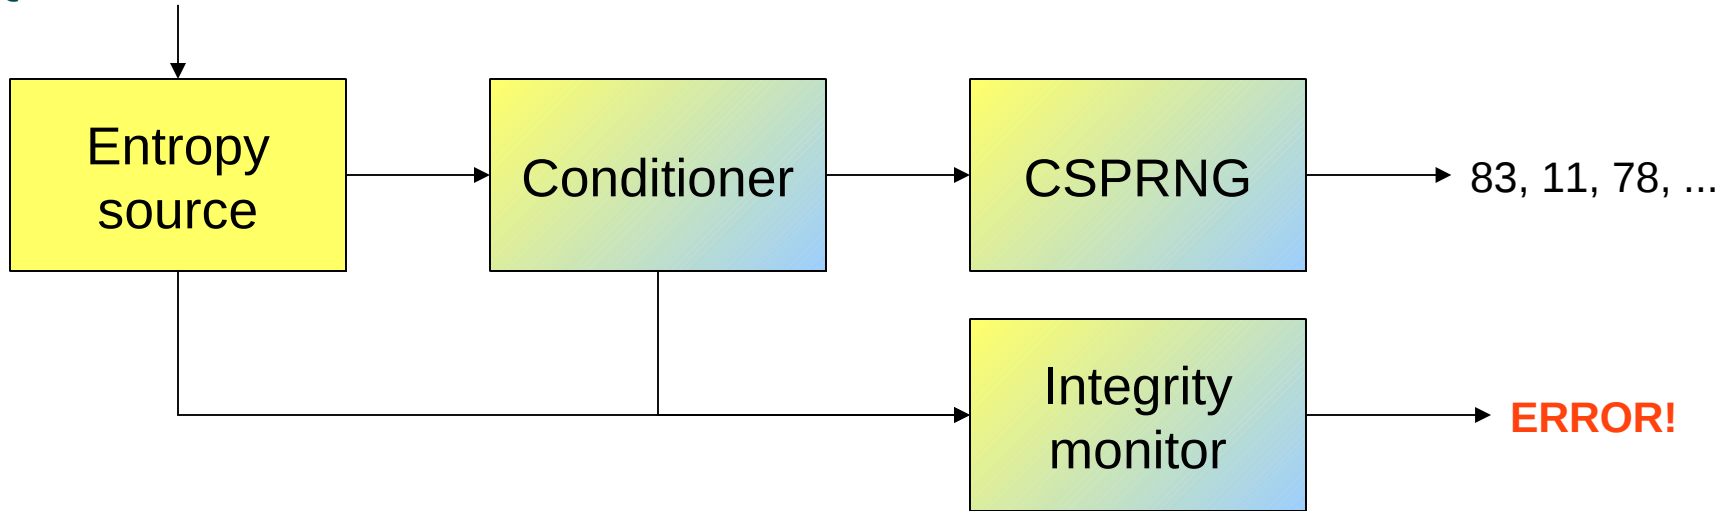 Entropy
source
Conditioner
CSPRNG
83, 11, 78, ...
Integrity
monitor
ERROR!